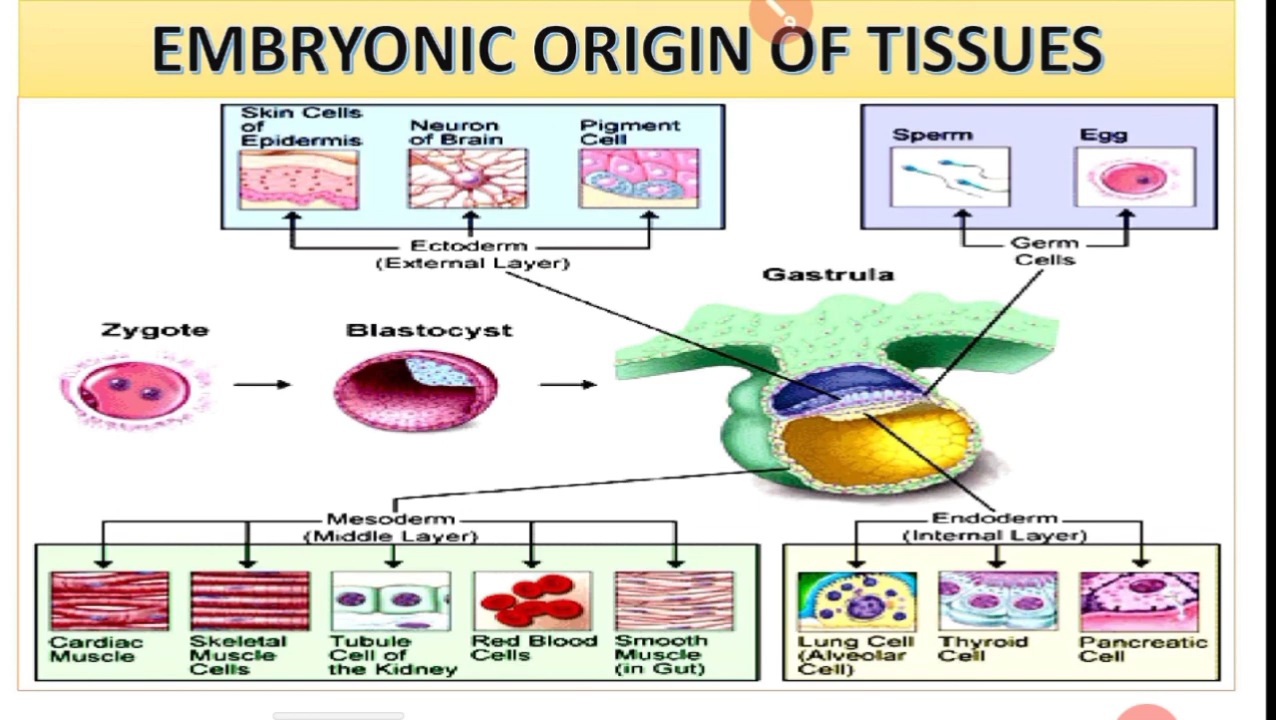 EMBRYONIC ORIGIN OF TISSUES
Skin Cells
of
Epidermis
Neuron
of Brain
Pigment
Cell
Sperm
Egg
Ectoderm
(External Layer)
Germ
Cells
Gastrula
Zygote
Blastocyst
Mesoderm
(Middle Layer)
Endoderm
(Internal Layer)
Cardiac
Muscle
Skeletal
Muscle
Cells
Tubule
Cell of
the Kidney
Red Blood
Cells
Smooth
Muscle
(in Gut)
Lung Cell
(Alveolar
Cell)
Thyroid
Cell
Pancreatic
Cell